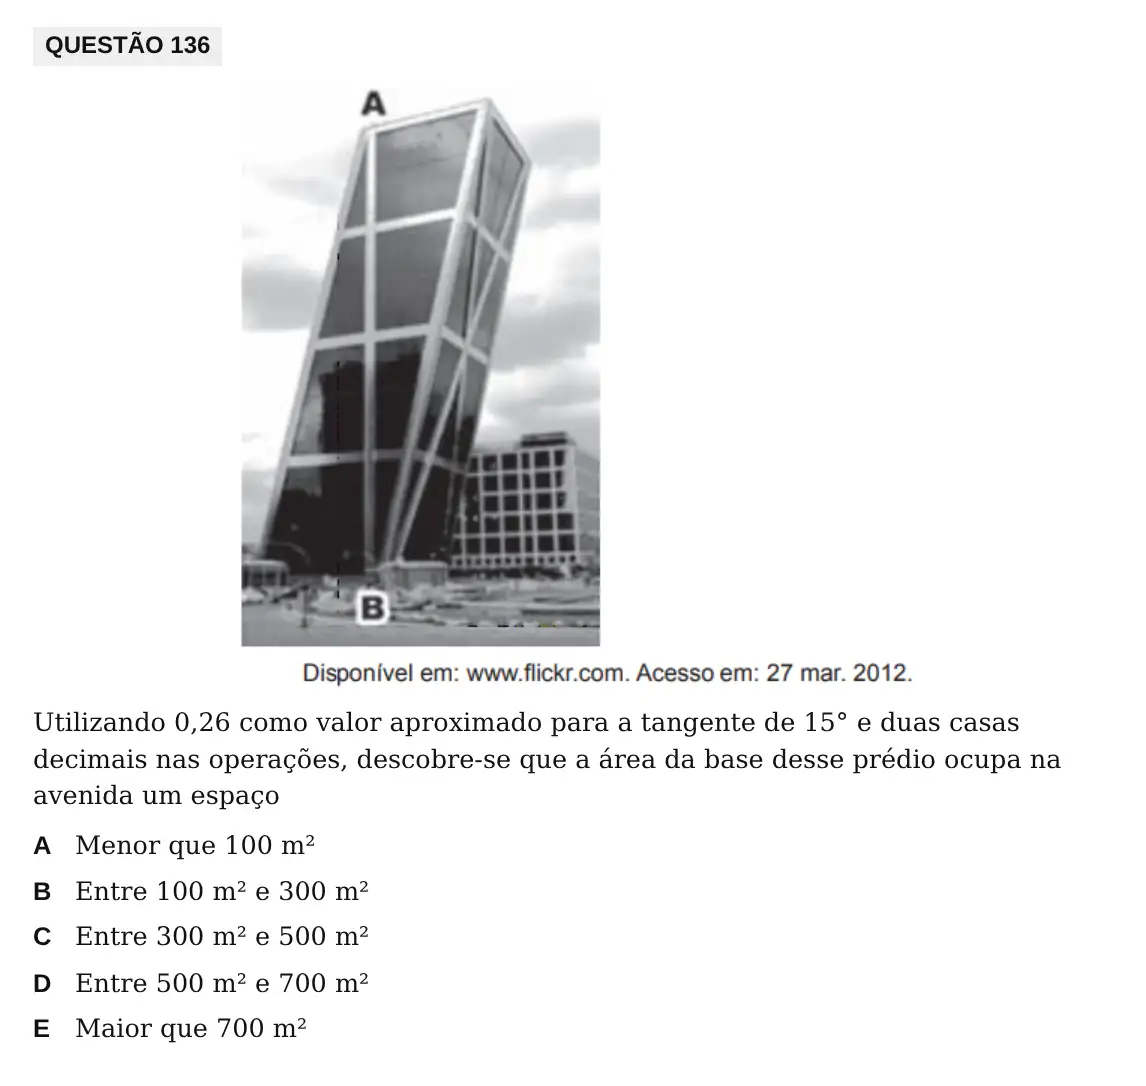 QUESTÃO 136
A
B
Disponível em: www.flickr.com. Acesso em: 27 mar. 2012.
Utilizando 0,26 como valor aproximado para a tangente de 15° e duas casas
decimais nas operações, descobre-se que a área da base desse prédio ocupa na
avenida um espaço
A Menor que 100 m²
B Entre 100 m² e 300 m²
C Entre 300 m² e 500 m²
D Entre 500 m² e 700 m²
E Maior que 700 m²